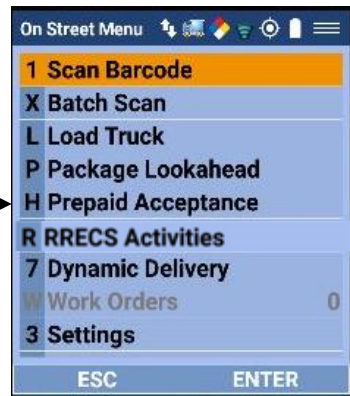 On Street Menu
1 Scan Barcode
X Batch Scan
L Load Truck
P Package Lookahead
H Prepaid Acceptance
R RRECS Activities
7 Dynamic Delivery
W Work Orders 0
3 Settings
ESC ENTER